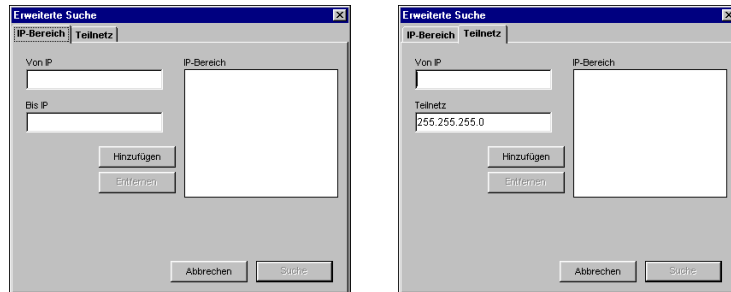 Erweiterte Suche
IP-Bereich Teilnetz
Von IP
IP-Bereich
Bis IP
Hinzufügen
Entfernen
Abbrechen
Suche
Erweiterte Suche
IP-Bereich Teilnetz
Von IP
IP-Bereich
Teilnetz
255.255.255.0
Hinzufügen
Entfernen
Abbrechen
Suche